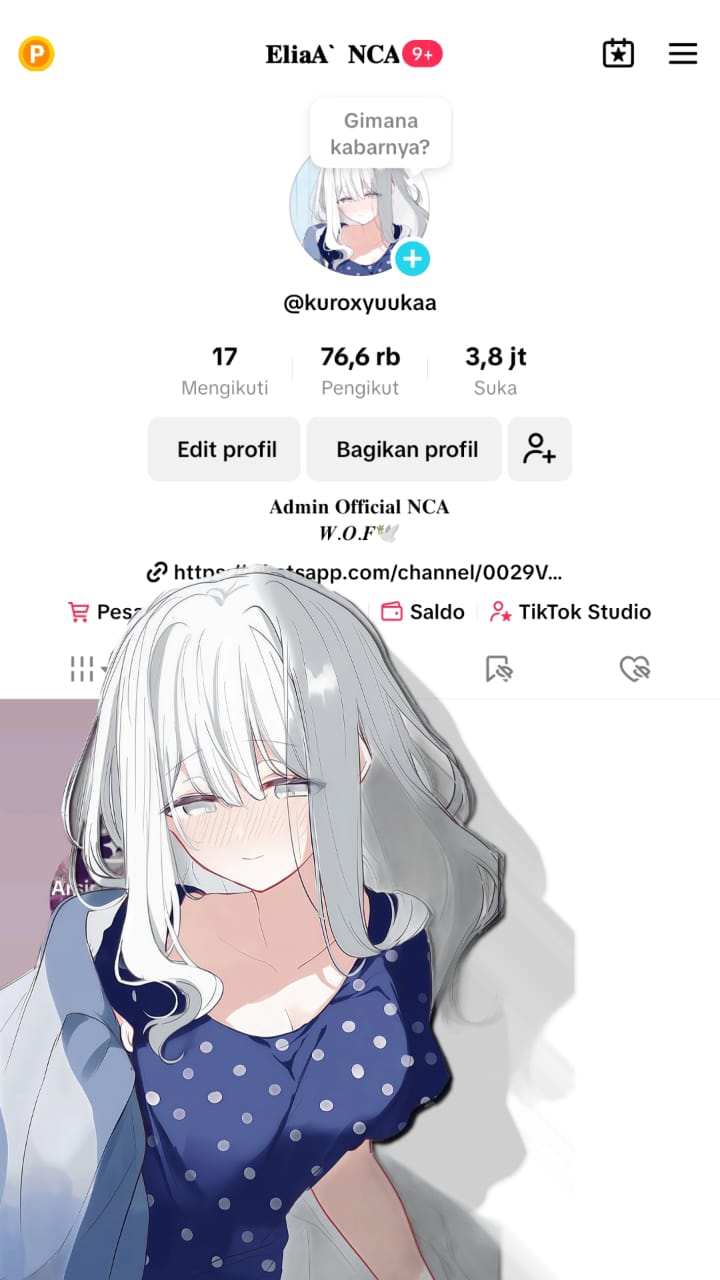 P
EliaA` NCA 9+
Gimana
kabarnya?
@kuroxyuukaa
17 76,6 rb 3,8 jt
Mengikuti Pengikut Suka
Edit profil Bagikan profil
Admin Official NCA
W.O.F🕊️
Saldo TikTok Studio